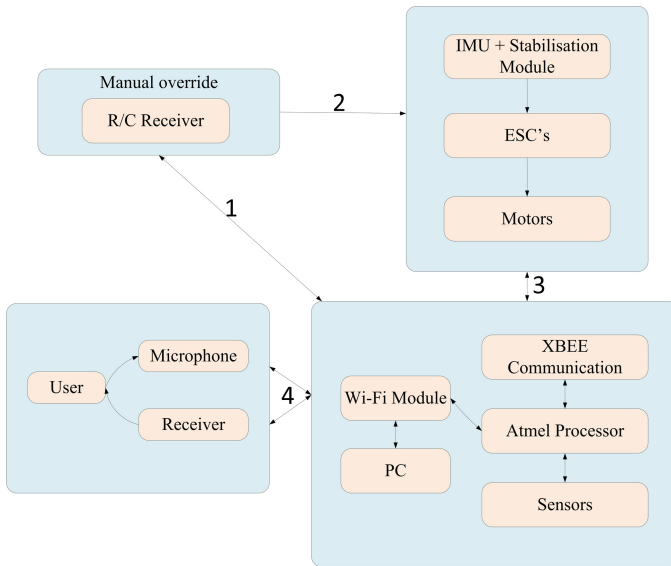 Manual override
R/C Receiver
2
IMU + Stabilisation
Module
ESC's
Motors
1
3
User
Microphone
Receiver
4
Wi-Fi Module
PC
XBEE
Communication
Atmel Processor
Sensors